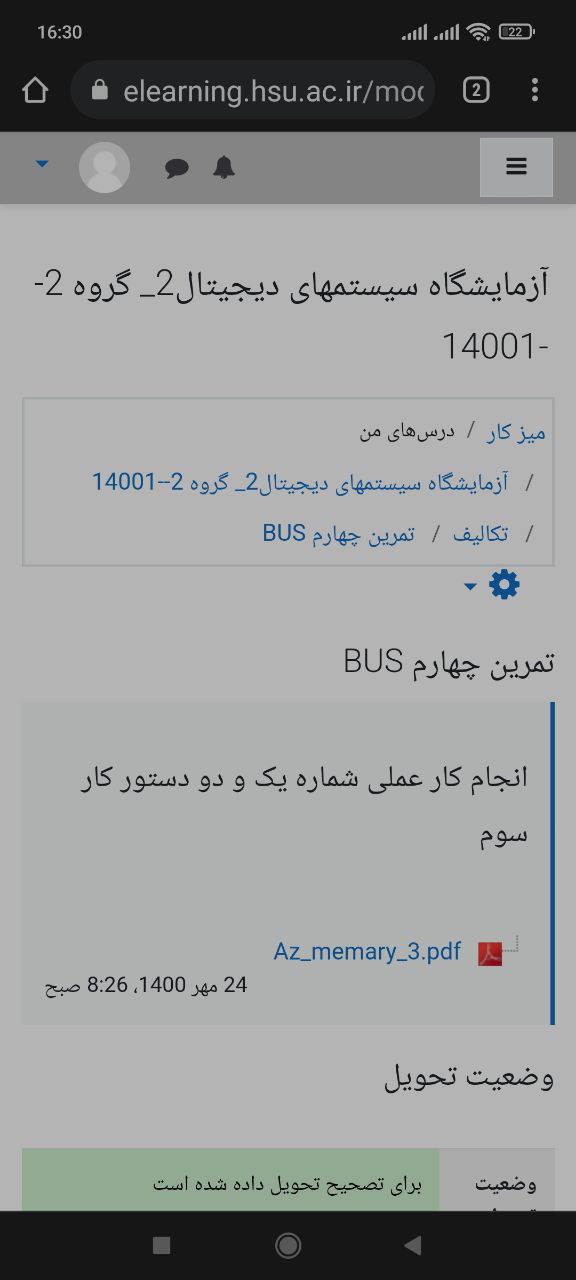 16:30
22
elearning.hsu.ac.ir/mod
2
آزمایشگاه سیستمهای دیجیتال2_ گروه 2-
-14001
میز کار / درس‌های من
/ آزمایشگاه سیستمهای دیجیتال2_ گروه 2--14001
/ تکالیف / تمرین چهارم BUS
تمرین چهارم BUS
انجام کار عملی شماره یک و دو دستور کار
سوم
Az_memary_3.pdf
24 مهر 1400، 8:26 صبح
وضعیت تحویل
وضعیت
برای تصحیح تحویل داده شده است